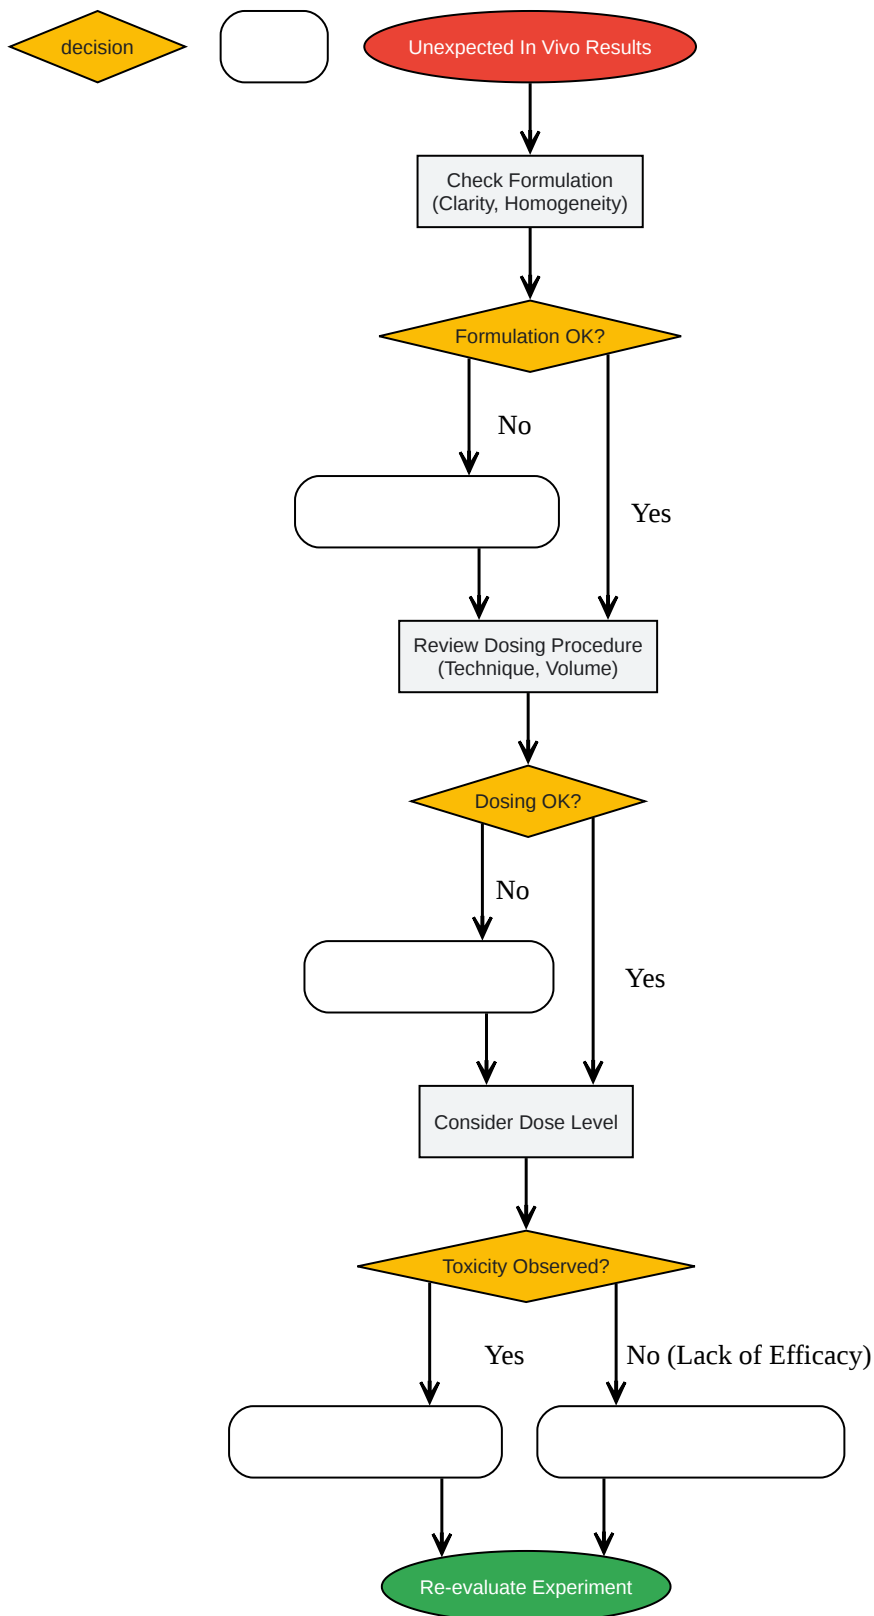 decision
Unexpected In Vivo Results
Check Formulation
(Clarity, Homogeneity)
Formulation OK?
No
Yes
Review Dosing Procedure
(Technique, Volume)
Dosing OK?
No
Yes
Consider Dose Level
Toxicity Observed?
Yes
No (Lack of Efficacy)
Re-evaluate Experiment